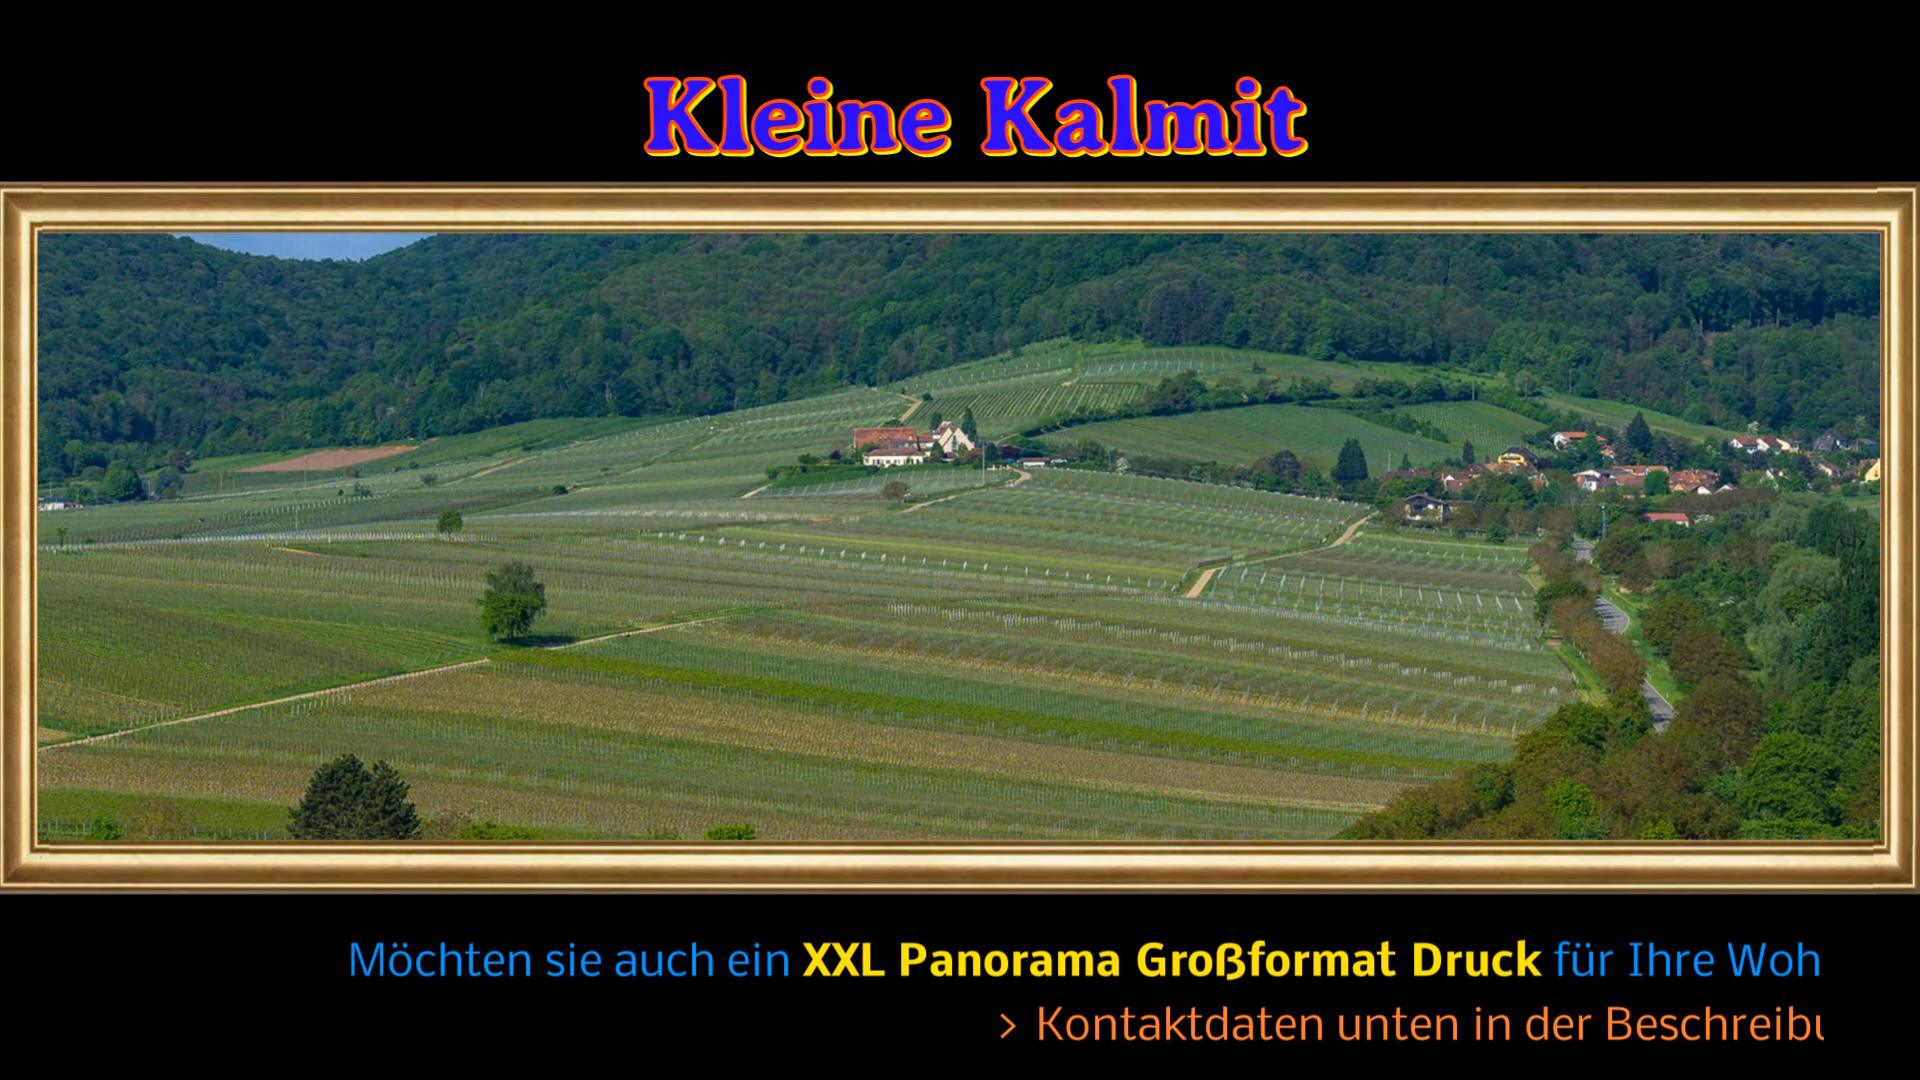 Kleine Kalmit
Möchten sie auch ein XXL Panorama Großformat Druck für Ihre Woh
> Kontaktdaten unten in der Beschreibu